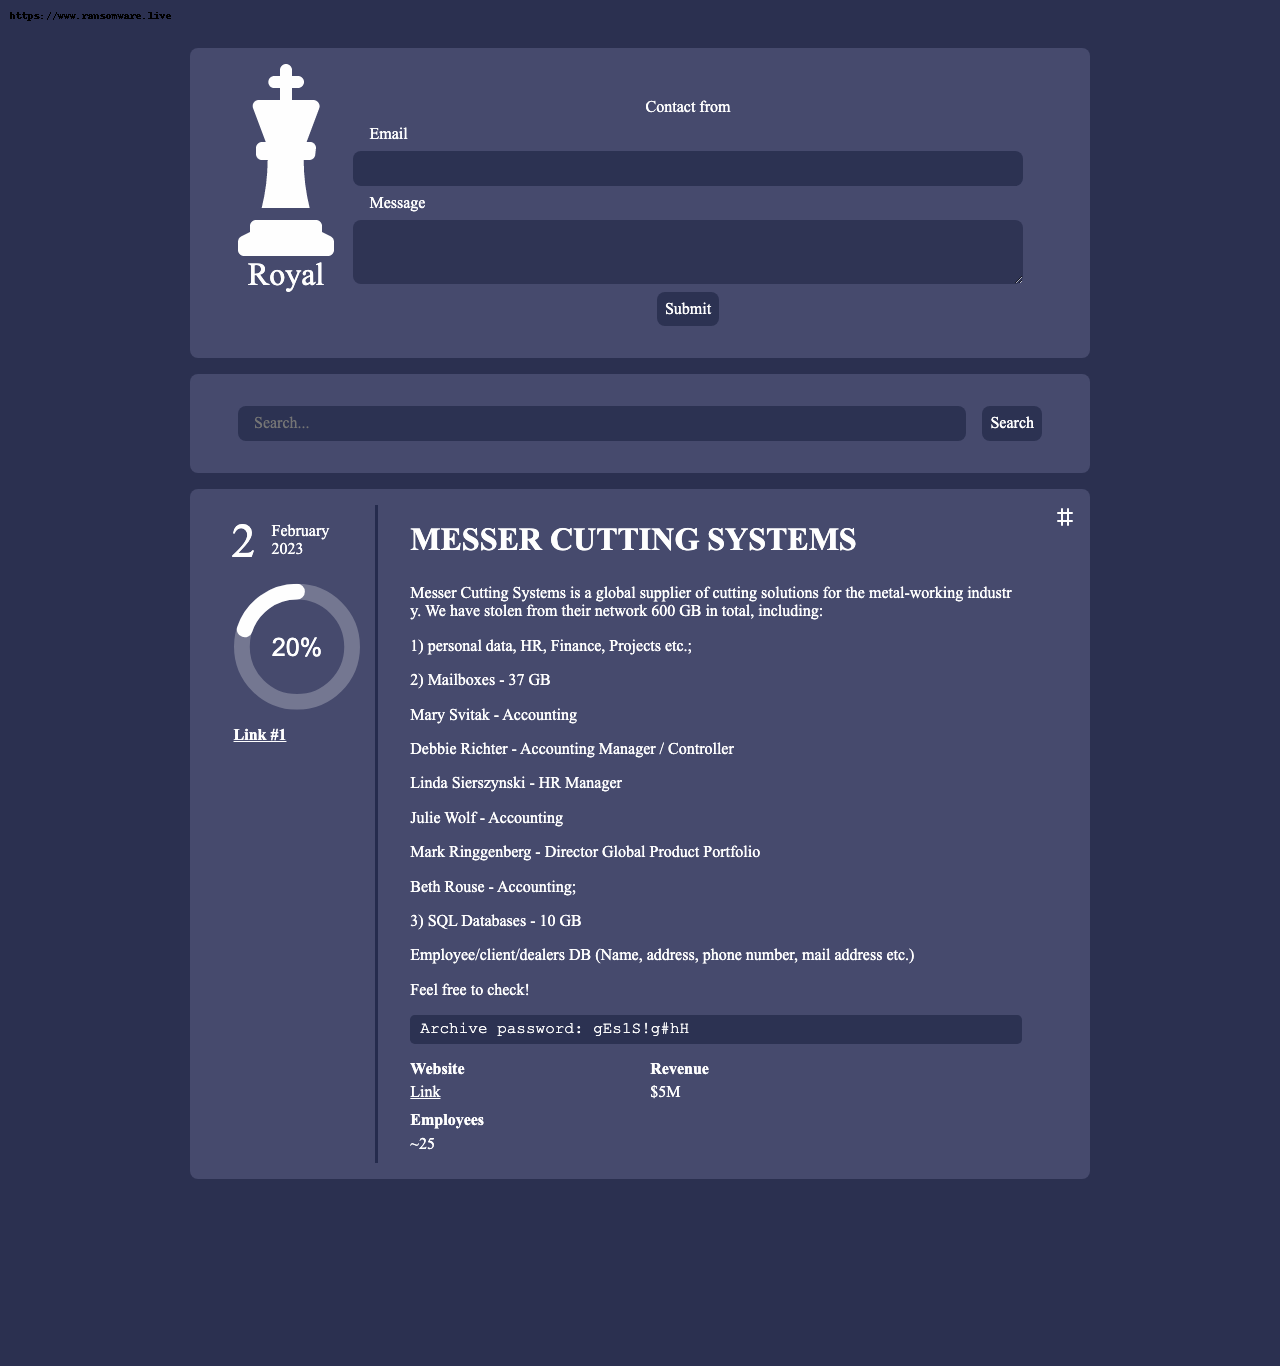 https://www.ransomware.live
Royal
Contact from
Email
Message
Submit
Search...
Search
2
February
2023
20%
Link #1
#
MESSER CUTTING SYSTEMS
Messer Cutting Systems is a global supplier of cutting solutions for the metal-working industr
y. We have stolen from their network 600 GB in total, including:
1) personal data, HR, Finance, Projects etc.;
2) Mailboxes - 37 GB
Mary Svitak - Accounting
Debbie Richter - Accounting Manager / Controller
Linda Sierszynski - HR Manager
Julie Wolf - Accounting
Mark Ringgenberg - Director Global Product Portfolio
Beth Rouse - Accounting;
3) SQL Databases - 10 GB
Employee/client/dealers DB (Name, address, phone number, mail address etc.)
Feel free to check!
Archive password: gEs1S!g#hH
Website
Link
Revenue
$5M
Employees
~25